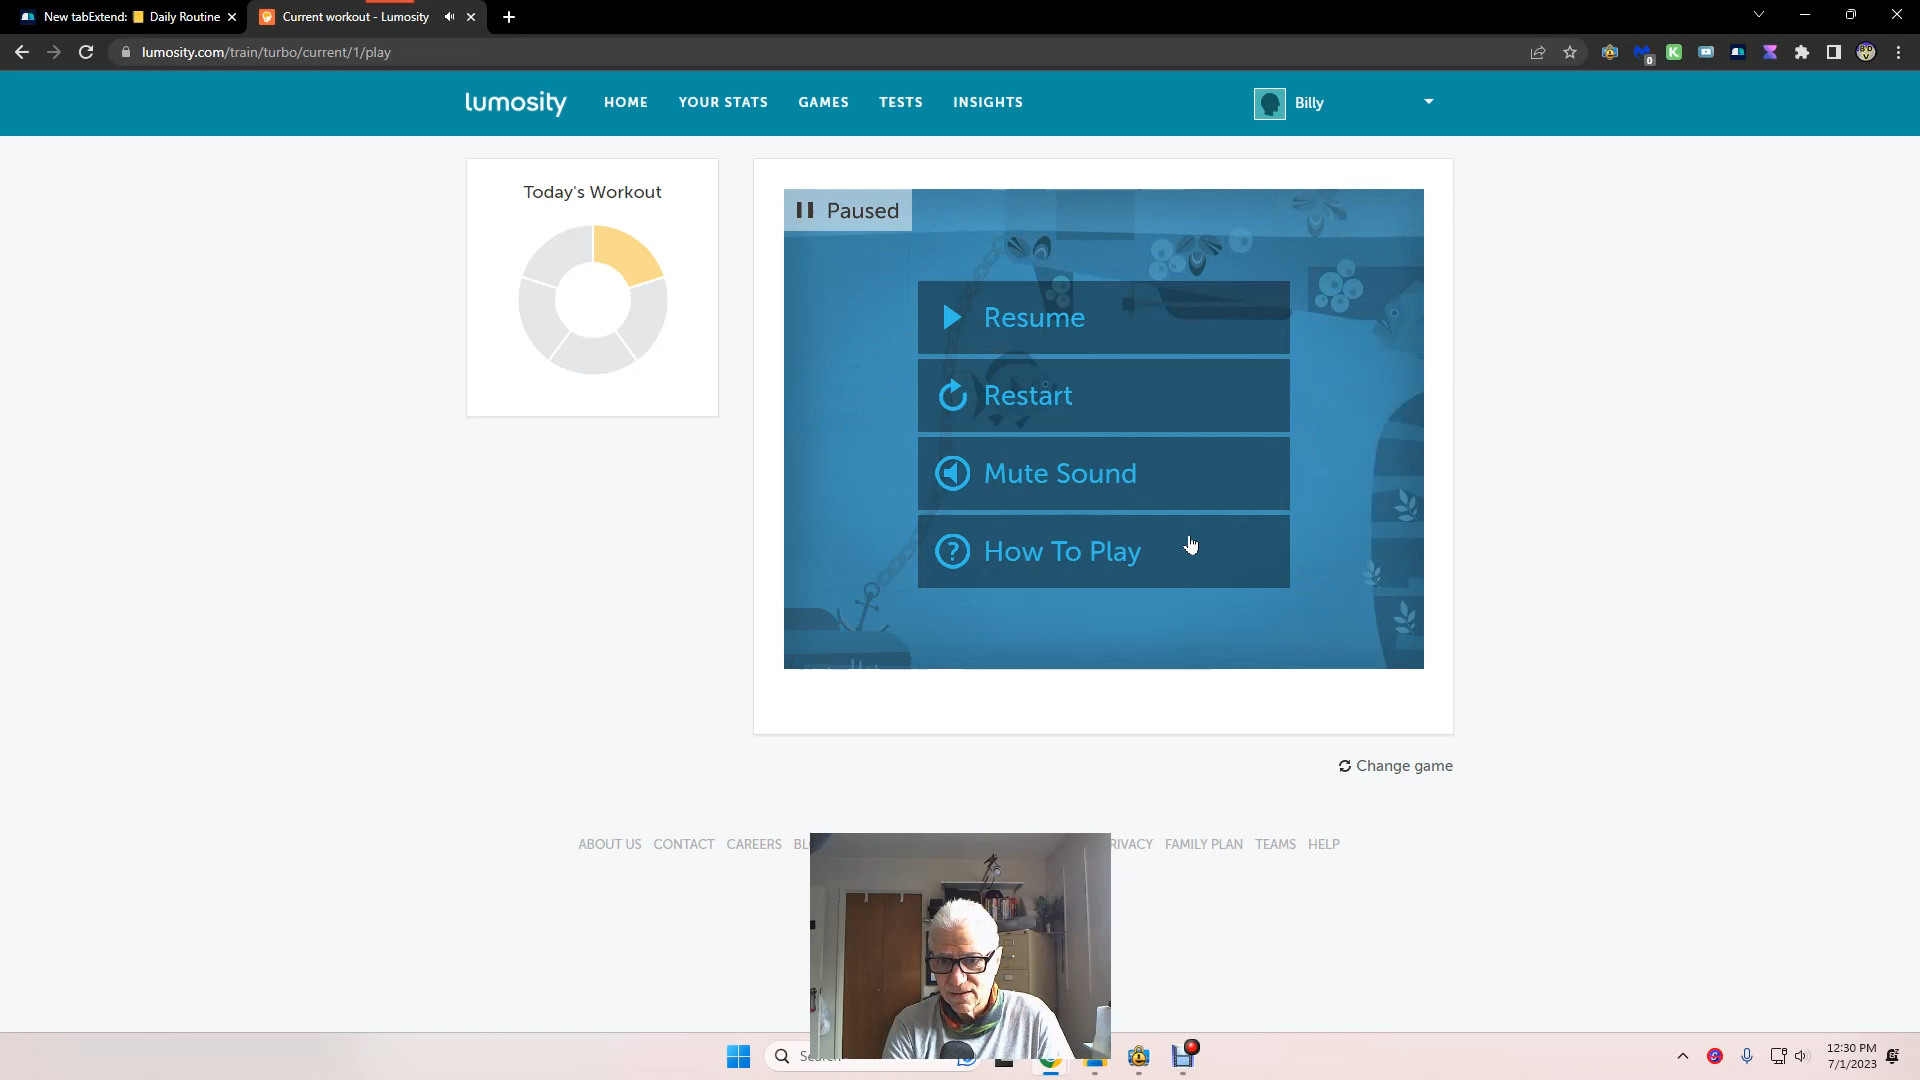 New tabExtend: Daily Routine
Current workout - Lumosity
lumosity.com/train/turbo/current/1/play
0
lumosity
HOME YOUR STATS GAMES TESTS INSIGHTS
Billy
Today's Workout
Paused
Resume
Restart
Mute Sound
? How To Play
Change game
ABOUT US CONTACT CAREERS FAMILY PLAN TEAMS HELP
12:30 PM
7/1/2023